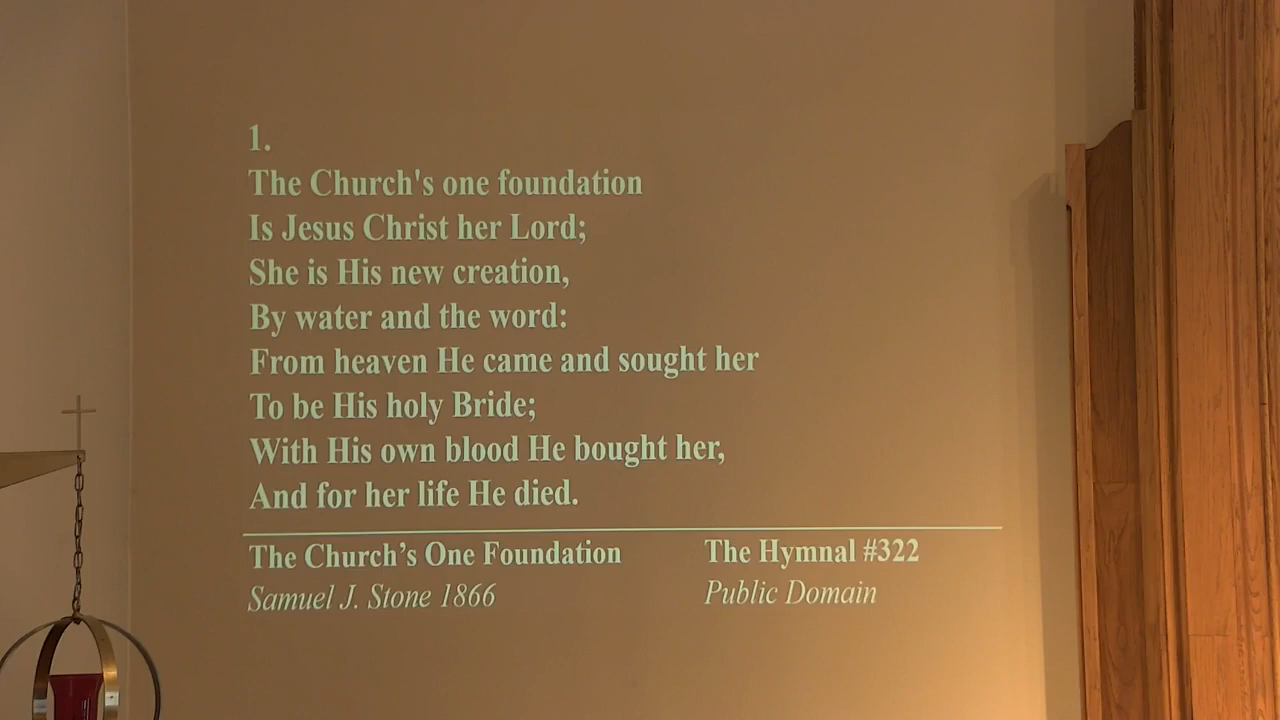 1.
The Church's one foundation
Is Jesus Christ her Lord;
She is His new creation,
By water and the word:
From heaven He came and sought her
To be His holy Bride;
With His own blood He bought her,
And for her life He died.
The Church’s One Foundation
The Hymnal #322
Samuel J. Stone 1866
Public Domain